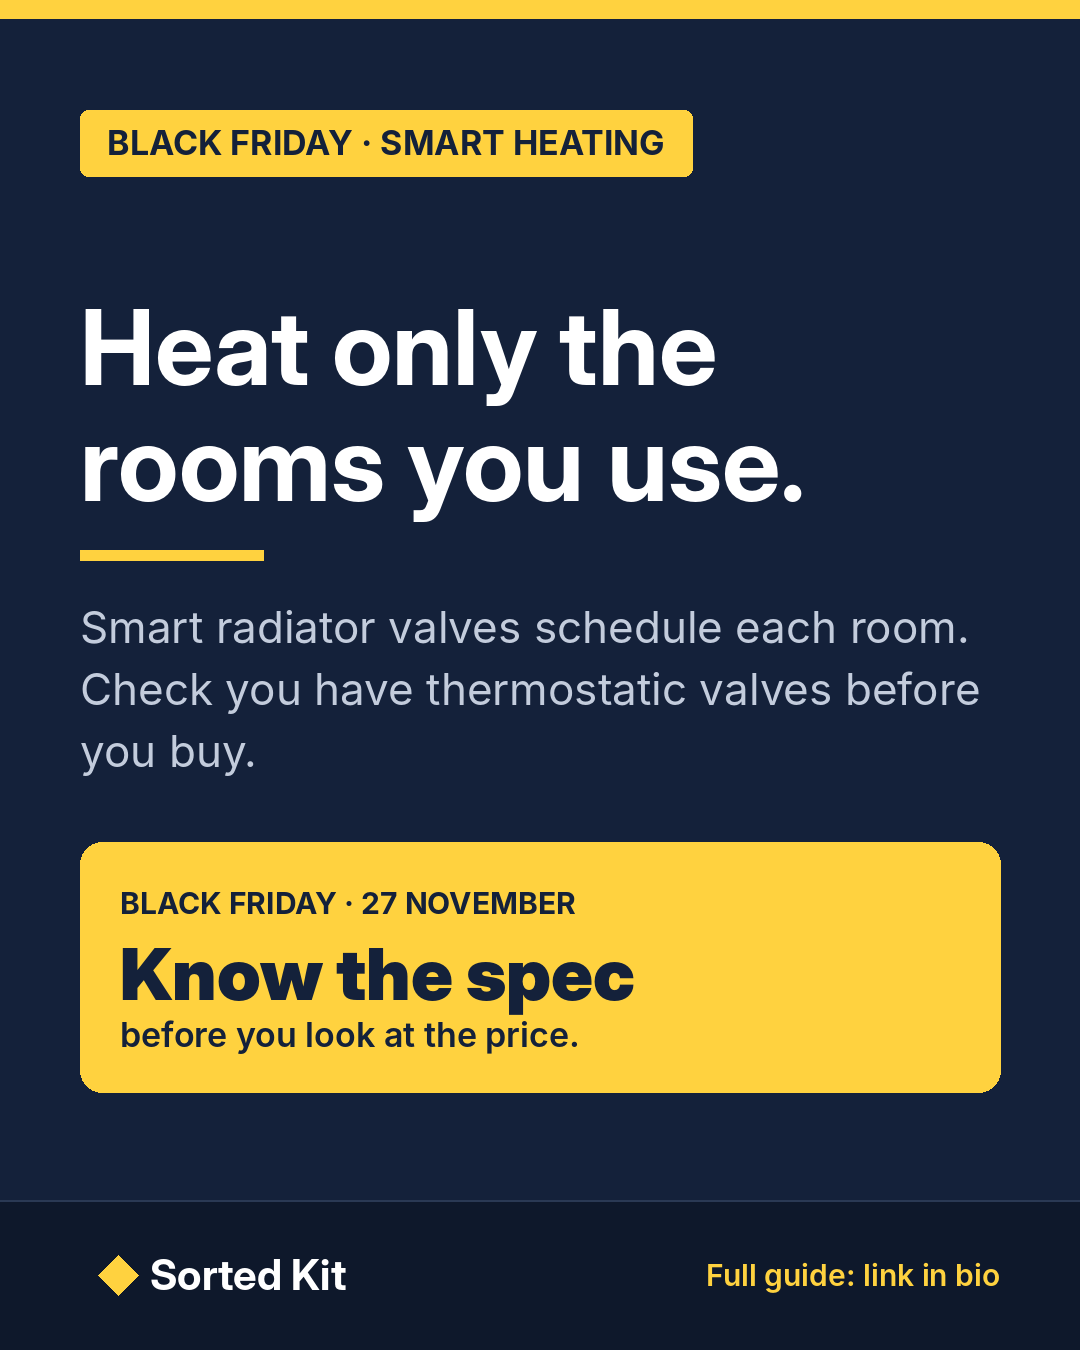 BLACK FRIDAY · SMART HEATING
Heat only the
rooms you use.
Smart radiator valves schedule each room.
Check you have thermostatic valves before
you buy.
BLACK FRIDAY · 27 NOVEMBER
Know the spec
before you look at the price.
Sorted Kit
Full guide: link in bio